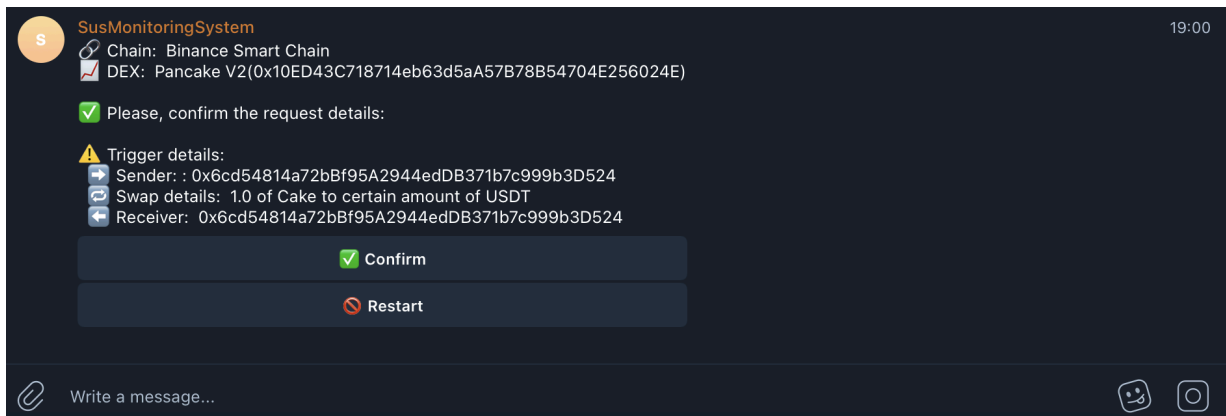 SusMonitoringSystem
19:00
🔗 Chain: Binance Smart Chain
📈 DEX: Pancake V2(0x10ED43C718714eb63d5aA57B78B54704E256024E)
✅ Please, confirm the request details:
⚠️ Trigger details:
➡️ Sender: : 0x6cd54814a72bBf95A2944edDB371b7c999b3D524
🔁 Swap details: 1.0 of Cake to certain amount of USDT
⬅️ Receiver: 0x6cd54814a72bBf95A2944edDB371b7c999b3D524
✅ Confirm
🚫 Restart
Write a message...
S